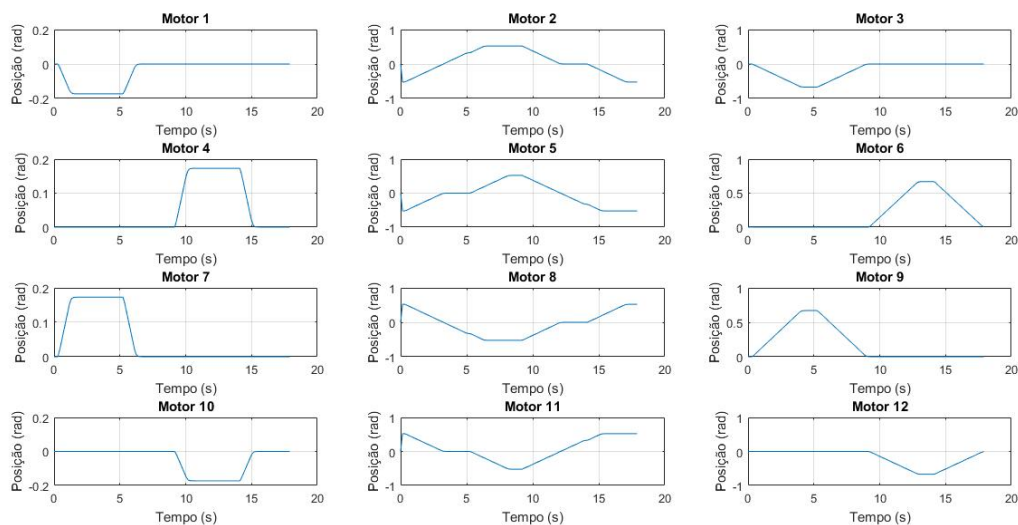 Motor 1
0.2
0
-0.2
Posição (rad)
0 5 10 15 20
Tempo (s)
Motor 2
1
0
-1
Posição (rad)
0 5 10 15 20
Tempo (s)
Motor 3
1
0
-1
Posição (rad)
0 5 10 15 20
Tempo (s)
Motor 4
0.2
0.1
0
Posição (rad)
0 5 10 15 20
Tempo (s)
Motor 5
1
0
-1
Posição (rad)
0 5 10 15 20
Tempo (s)
Motor 6
1
0.5
0
Posição (rad)
0 5 10 15 20
Tempo (s)
Motor 7
0.2
0.1
0
Posição (rad)
0 5 10 15 20
Tempo (s)
Motor 8
1
0
-1
Posição (rad)
0 5 10 15 20
Tempo (s)
Motor 9
1
0.5
0
Posição (rad)
0 5 10 15 20
Tempo (s)
Motor 10
0.2
0
-0.2
Posição (rad)
0 5 10 15 20
Tempo (s)
Motor 11
1
0
-1
Posição (rad)
0 5 10 15 20
Tempo (s)
Motor 12
1
0
-1
Posição (rad)
0 5 10 15 20
Tempo (s)